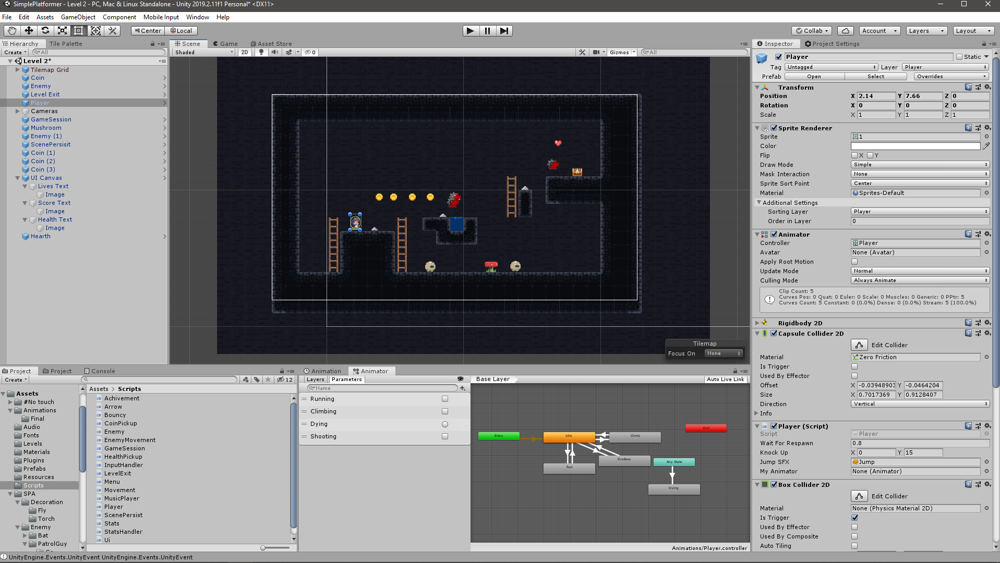 SimplePlatformer - Level 2 - PC, Mac & Linux Standalone - Unity 2019.2.11f1 Personal* <DX11>
File Edit Assets GameObject Component Mobile Input Window Help
Center Local Collab Account Layers Layout
Hierarchy Tile Palette
Create All
Level 2*
Tilemap Grid
Coin
Enemy
Level Exit
Player
Cameras
GameSession
Mushroom
Enemy (1)
ScenePersisit
Coin (1)
Coin (2)
Coin (3)
UI Canvas
Lives Text
Image
Score Text
Image
Health Text
Image
Hearth
Scene Game Asset Store
Shaded 2D 0 Gizmos All
Tilemap
Focus On None
Inspector Project Settings
Player Static
Tag Untagged Layer Player
Prefab Open Select Overrides
Transform
Position X 2.14 Y 7.66 Z 0
Rotation X 0 Y 0 Z 0
Scale X 1 Y 1 Z 1
Sprite Renderer
Sprite 1
Color
Flip X Y
Draw Mode Simple
Mask Interaction None
Sprite Sort Point Center
Material Sprites-Default
Additional Settings
Sorting Layer Player
Order in Layer 0
Animator
Controller Player
Avatar None (Avatar)
Apply Root Motion
Update Mode Normal
Culling Mode Always Animate
Clip Count: 5
Curves Pos: 0 Quat: 0 Euler: 0 Scale: 0 Muscles: 0 Generic: 0 PPtr: 5
Curves Count: 5 Constant: 0 (0.0%) Dense: 0 (0.0%) Stream: 5 (100.0%)
Rigidbody 2D
Capsule Collider 2D
Edit Collider
Material Zero Friction
Is Trigger
Used By Effector
Offset X -0.03948903 Y -0.0464204
Size X 0.7017369 Y 0.9128407
Direction Vertical
Info
Player (Script)
Script Player
Wait For Respawn 0.8
Knock Up X 0 Y 15
Jump SFX Jump
My Animator None (Animator)
Box Collider 2D
Edit Collider
Material None (Physics Material 2D)
Is Trigger
Used By Effector
Used By Composite
Auto Tiling
Project Project Console
Create 12
Assets
#No touch
Animations
Final
Audio
Fonts
Levels
Materials
Plugins
Prefabs
Resources
Scripts
SPA
Decoration
Fly
Torch
Enemy
Bat
PatrolGuy
Assets > Scripts
Achivement
Arrow
Bouncy
CoinPickup
Enemy
EnemyMovement
GameSession
HealthPickup
InputHandler
LevelExit
Menu
Movement
MusicPlayer
Player
ScenePersist
Stats
StatsHandler
Ui
Animation Animator
Layers Parameters Base Layer Auto Live Link
Name
Running
Climbing
Dying
Shooting
Entry
Idle
Climb
Exit
FireBow
Run
Any State
Dying
Animations/Player.controller
UnityEngine.Events.UnityEvent UnityEngine.Events.UnityEvent